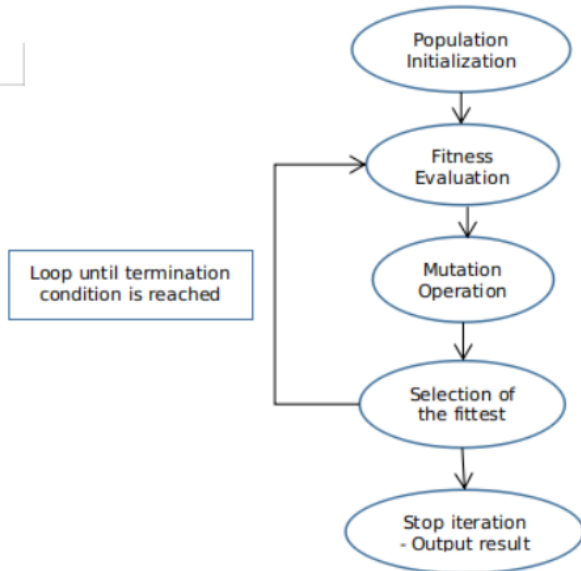 Population
Initialization
Fitness
Evaluation
Loop until termination
condition is reached
Mutation
Operation
Selection of
the fittest
Stop iteration
- Output result